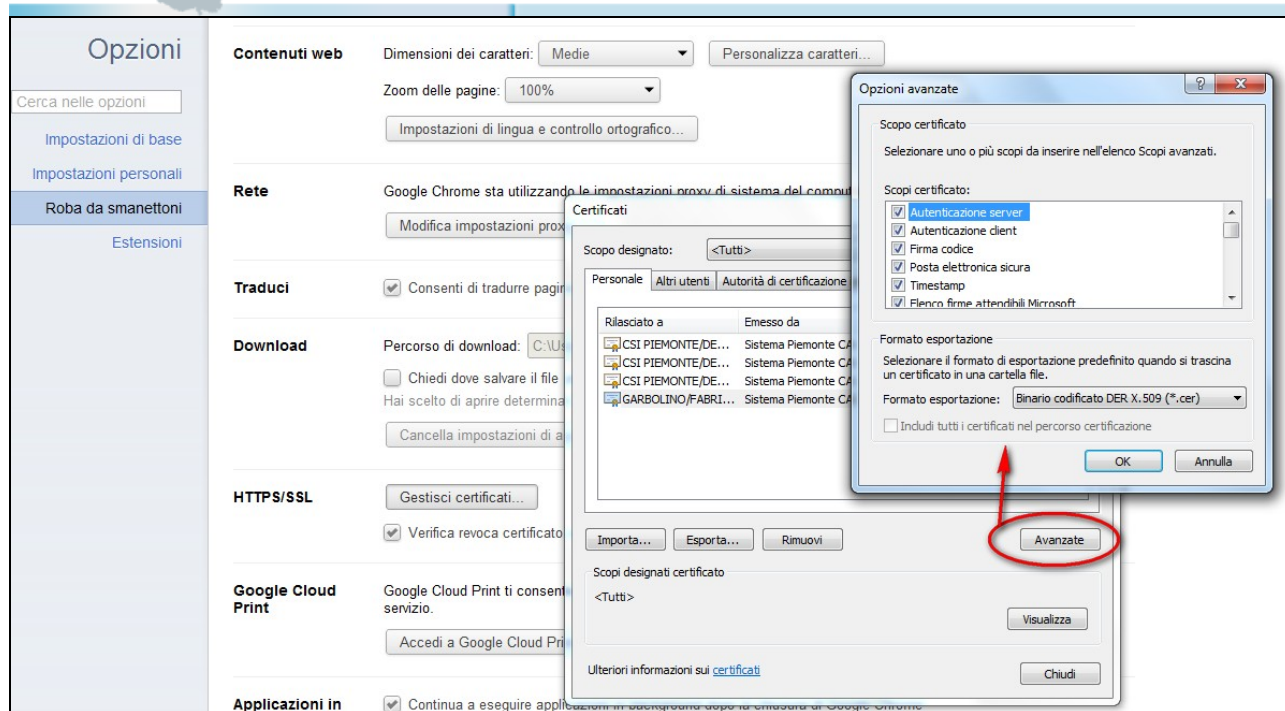 Opzioni
Cerca nelle opzioni
Impostazioni di base
Impostazioni personali
Roba da smanettoni
Estensioni
Contenuti web
Dimensioni dei caratteri: Medie
Personalizza caratteri...
Zoom delle pagine: 100%
Impostazioni di lingua e controllo ortografico...
Rete
Google Chrome sta utilizzando le impostazioni proxy di sistema del comput
Modifica impostazioni prox
Traduci
Consenti di tradurre pagin
Download
Percorso di download: C:\Us
Chiedi dove salvare il file
Hai scelto di aprire determina
Cancella impostazioni di a
HTTPS/SSL
Gestisci certificati...
Verifica revoca certificato
Google Cloud
Print
Google Cloud Print ti consent
servizio.
Accedi a Google Cloud Pri
Applicazioni in
Continua a eseguire applicazioni in background dopo la chiusura di Google Chrome
Certificati
Scopo designato: <Tutti>
Personale
Altri utenti
Autorità di certificazione
Rilasciato a
Emesso da
CSI PIEMONTE/DE... Sistema Piemonte CA
CSI PIEMONTE/DE... Sistema Piemonte CA
CSI PIEMONTE/DE... Sistema Piemonte CA
GARBOLINO/FABRI... Sistema Piemonte CA
Importa...
Esporta...
Rimuovi
Avanzate
Scopi designati certificato
<Tutti>
Visualizza
Ulteriori informazioni sui certificati
Chiudi
Opzioni avanzate
Scopo certificato
Selezionare uno o più scopi da inserire nell'elenco Scopi avanzati.
Scopi certificato:
Autenticazione server
Autenticazione client
Firma codice
Posta elettronica sicura
Timestamp
Elenco firme attendibili Microsoft
Formato esportazione
Selezionare il formato di esportazione predefinito quando si trascina
un certificato in una cartella file.
Formato esportazione: Binario codificato DER X.509 (*.cer)
Includi tutti i certificati nel percorso certificazione
OK
Annulla